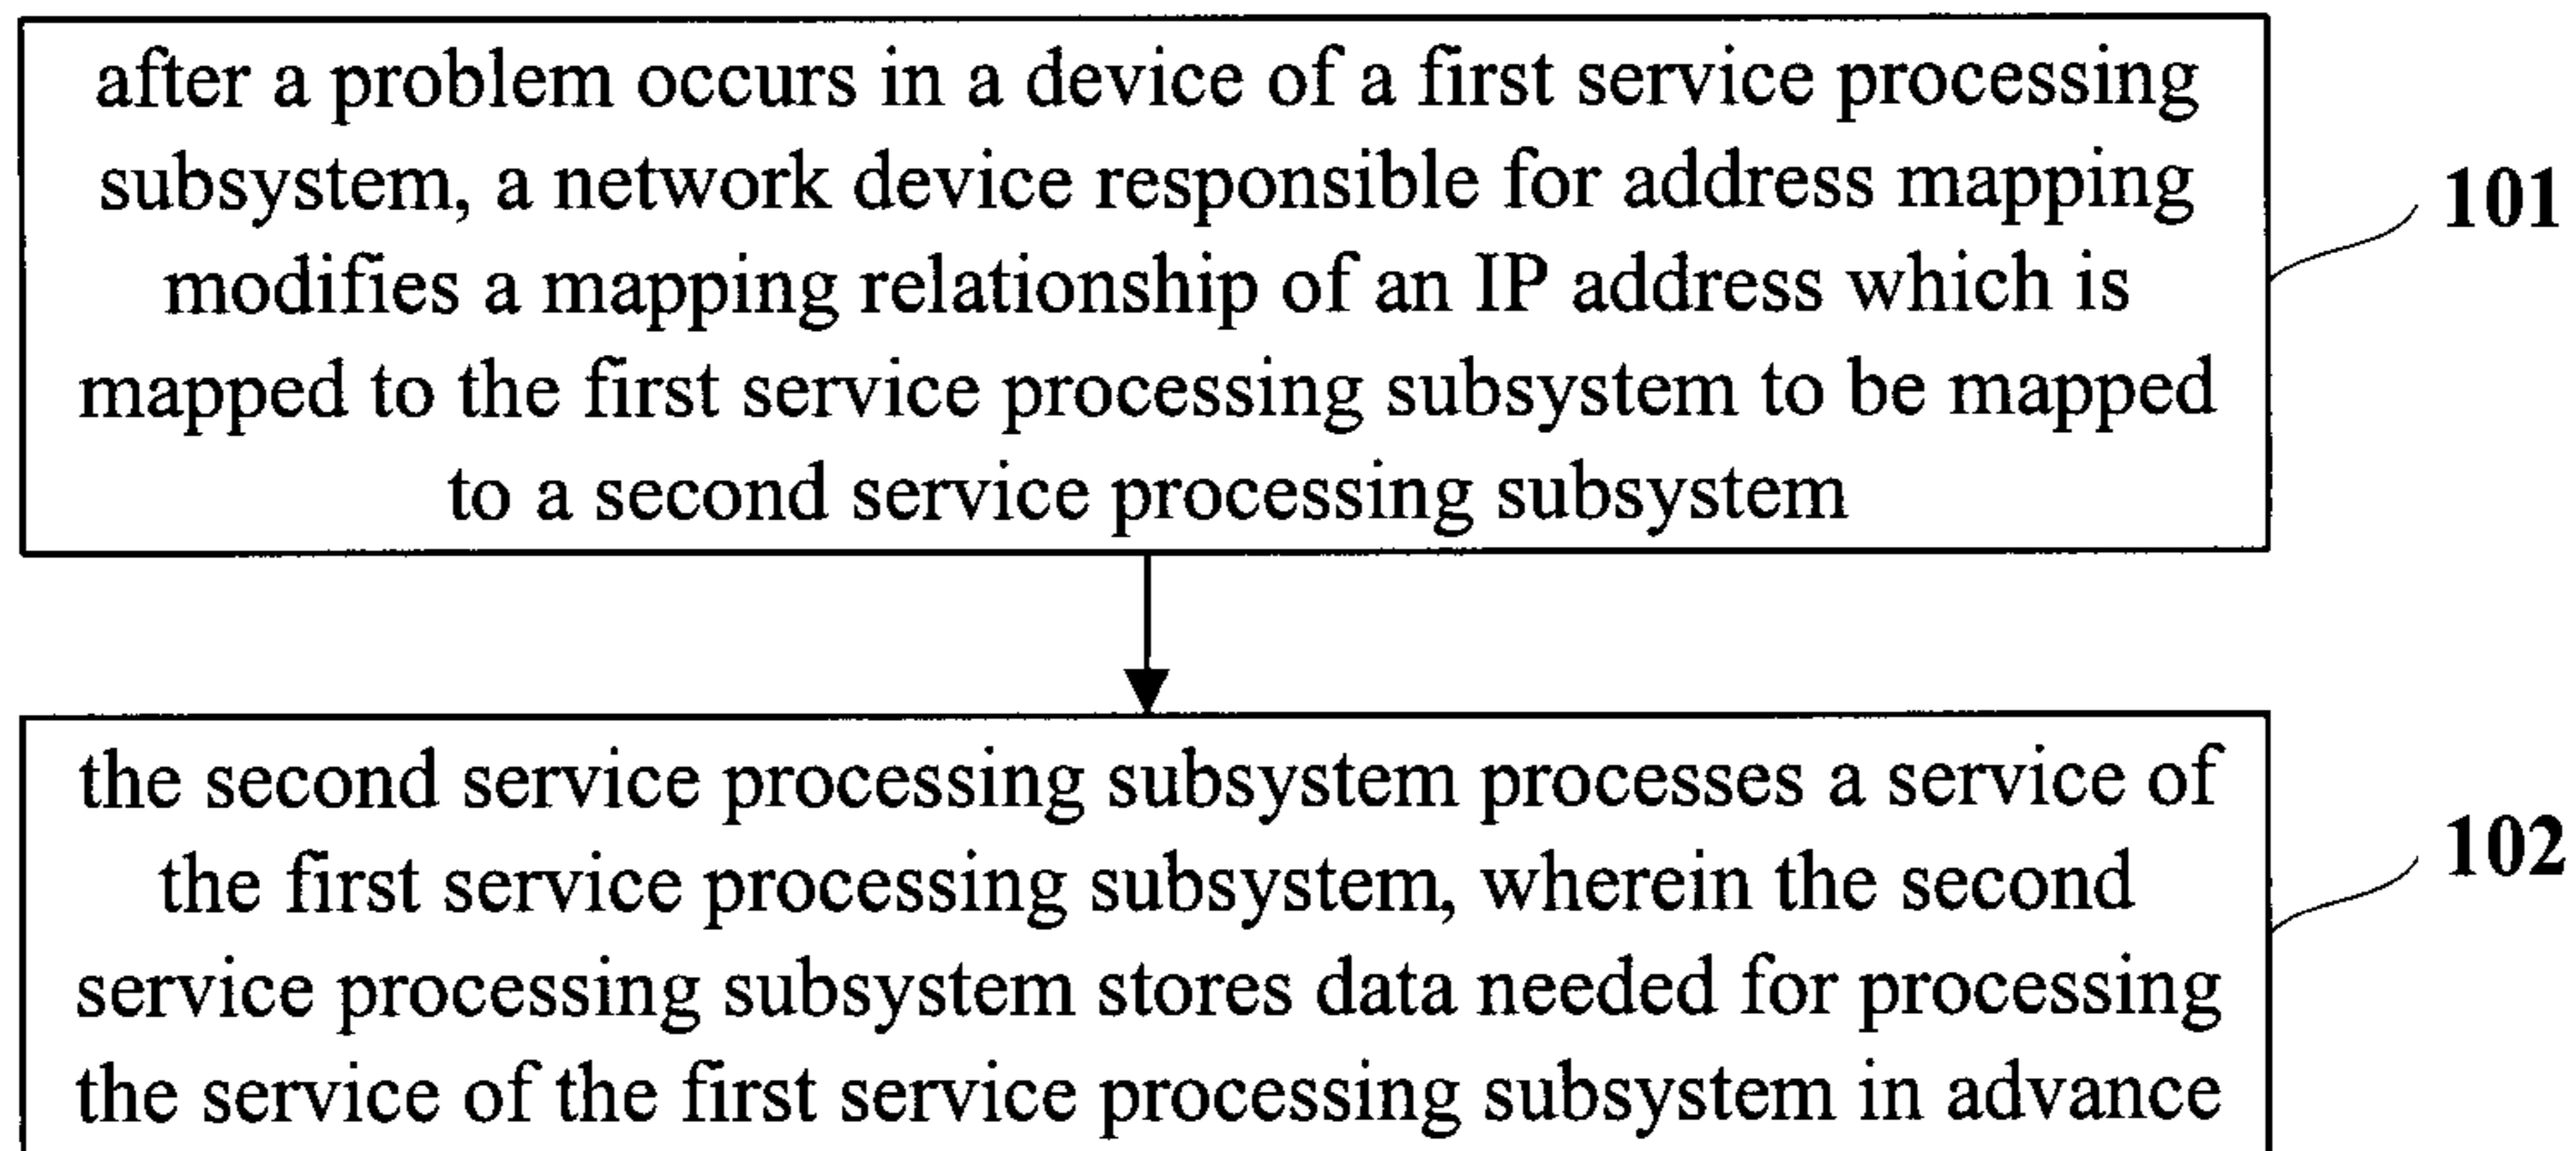 after a problem occurs in a device of a first service processing
subsystem, a network device responsible for address mapping
modifies a mapping relationship of an IP address which is
mapped to the first service processing subsystem to be mapped
to a second service processing subsystem
101
the second service processing subsystem processes a service of
the first service processing subsystem, wherein the second
service processing subsystem stores data needed for processing
the service of the first service processing subsystem in advance
102